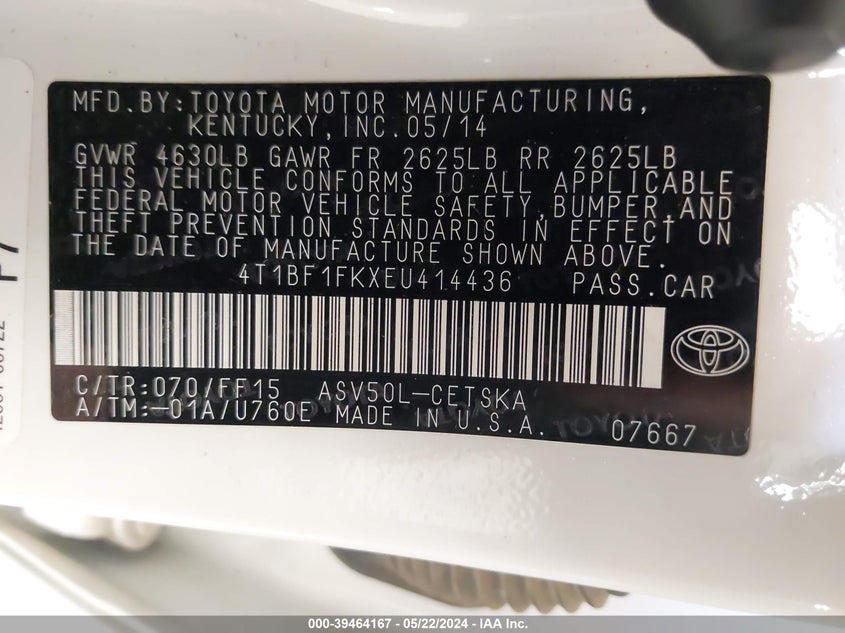 MFD.BY:TOYOTA MOTOR MANUFACTURING,
KENTUCKY,INC.05/14
GVWR 4630LB GAWR FR 2625LB RR 2625LB
THIS VEHICLE CONFORMS TO ALL APPLICABLE
FEDERAL MOTOR VEHICLE SAFETY,BUMPER,AND
THEFT PREVENTION STANDARDS IN EFFECT ON
THE DATE OF MANUFACTURE SHOWN ABOVE.
4T1BF1FKXEU414436 PASS.CAR
C/TR:070/FF15 ASV50L-CETSKA
A/TM:-01A/U760E MADE IN U.S.A. 07667
000-39464167 - 05/22/2024 - IAA Inc.